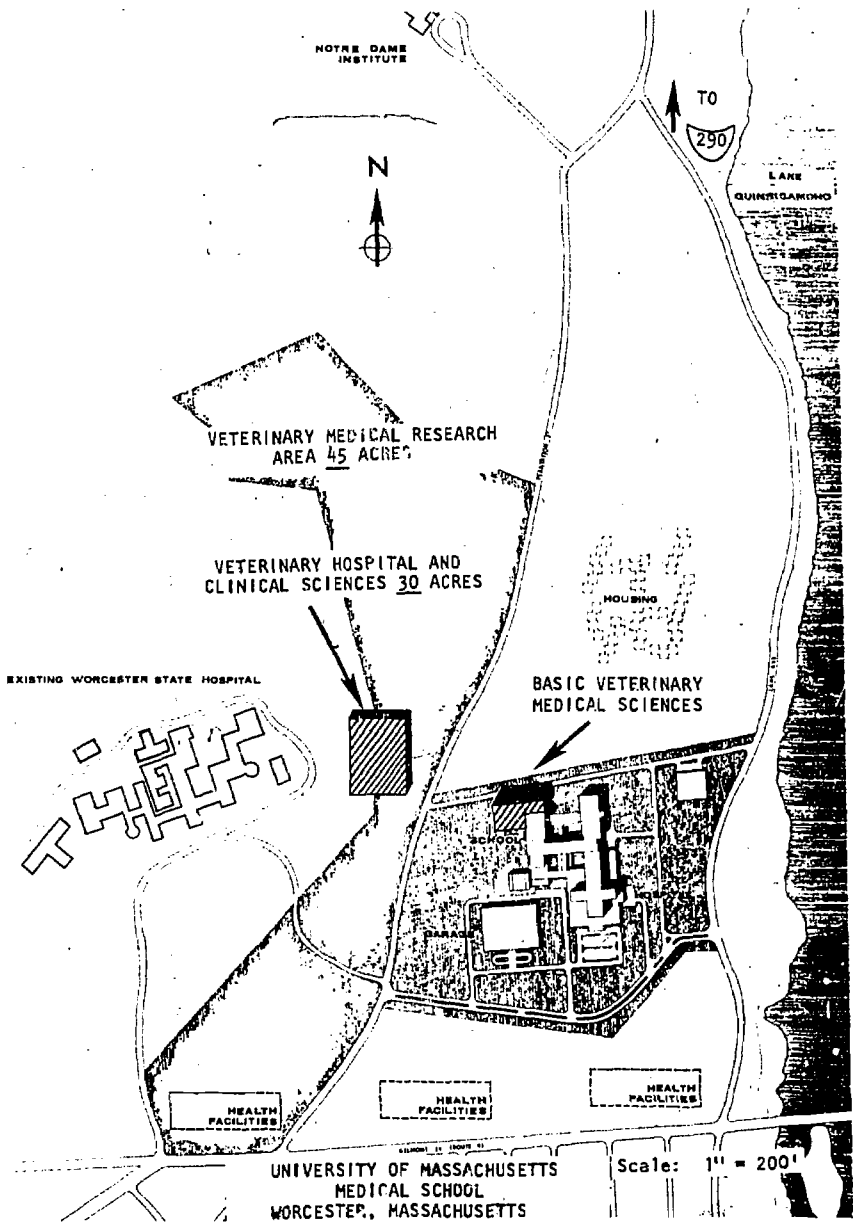 NOTRE DAME
INSTITUTE
TO
290
N
LAKE
QUINSIGAMOND
VETERINARY MEDICAL RESEARCH
AREA 45 ACRES
VETERINARY HOSPITAL AND
CLINICAL SCIENCES 30 ACRES
HOUSING
EXISTING WORCESTER STATE HOSPITAL
BASIC VETERINARY
MEDICAL SCIENCES
SCHOOL
GARAGE
HEALTH
FACILITIES
HEALTH
FACILITIES
HEALTH
FACILITIES
UNIVERSITY OF MASSACHUSETTS
MEDICAL SCHOOL
WORCESTER, MASSACHUSETTS
Scale: 1" = 200'